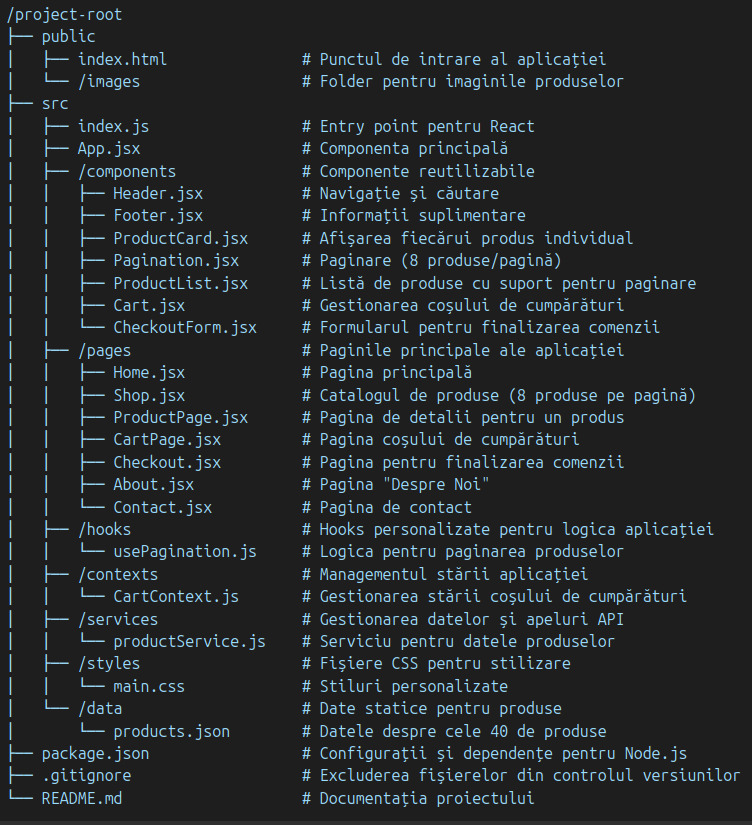 /project-root
├── public
│   ├── index.html                # Punctul de intrare al aplicației
│   └── /images                   # Folder pentru imaginile produselor
├── src
│   ├── index.js                  # Entry point pentru React
│   ├── App.jsx                   # Componenta principală
│   ├── /components               # Componente reutilizabile
│   │   ├── Header.jsx            # Navigație și căutare
│   │   ├── Footer.jsx            # Informații suplimentare
│   │   ├── ProductCard.jsx       # Afișarea fiecărui produs individual
│   │   ├── Pagination.jsx        # Paginare (8 produse/pagină)
│   │   ├── ProductList.jsx       # Listă de produse cu suport pentru paginare
│   │   ├── Cart.jsx              # Gestionarea coșului de cumpărături
│   │   └── CheckoutForm.jsx      # Formularul pentru finalizarea comenzii
│   ├── /pages                    # Paginile principale ale aplicației
│   │   ├── Home.jsx              # Pagina principală
│   │   ├── Shop.jsx              # Catalogul de produse (8 produse pe pagină)
│   │   ├── ProductPage.jsx       # Pagina de detalii pentru un produs
│   │   ├── CartPage.jsx          # Pagina coșului de cumpărături
│   │   ├── Checkout.jsx          # Pagina pentru finalizarea comenzii
│   │   ├── About.jsx             # Pagina "Despre Noi"
│   │   └── Contact.jsx           # Pagina de contact
│   ├── /hooks                    # Hooks personalizate pentru logica aplicației
│   │   └── usePagination.js      # Logica pentru paginarea produselor
│   ├── /contexts                 # Managementul stării aplicației
│   │   └── CartContext.js        # Gestionarea stării coșului de cumpărături
│   ├── /services                 # Gestionarea datelor și apeluri API
│   │   └── productService.js     # Serviciu pentru datele produselor
│   ├── /styles                   # Fișiere CSS pentru stilizare
│   │   └── main.css              # Stiluri personalizate
│   └── /data                     # Date statice pentru produse
│       └── products.json         # Datele despre cele 40 de produse
├── package.json                  # Configurații și dependențe pentru Node.js
├── .gitignore                    # Excluderea fișierelor din controlul versiunilor
└── README.md                     # Documentația proiectului